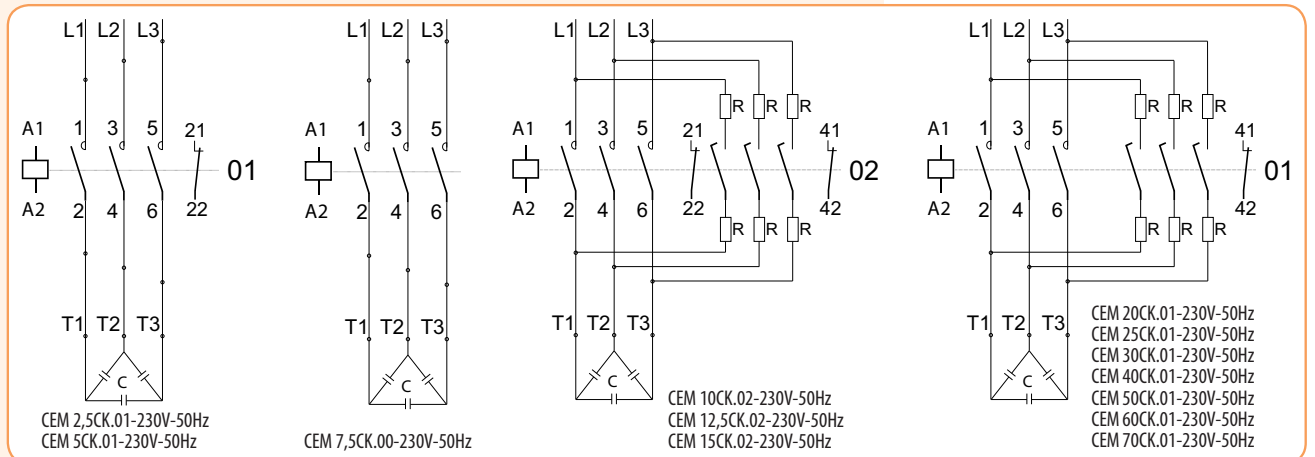 L1 L2 L3
A1 1 3 5 21
01
A2 2 4 6 22
T1 T2 T3
C
CEM 2,5CK.01-230V-50Hz
CEM 5CK.01-230V-50Hz
L1 L2 L3
A1 1 3 5
A2 2 4 6
T1 T2 T3
C
CEM 7,5CK.00-230V-50Hz
L1 L2 L3
R R R
A1 1 3 5 21 41
02
A2 2 4 6 22 42
R R R
T1 T2 T3
C
CEM 10CK.02-230V-50Hz
CEM 12,5CK.02-230V-50Hz
CEM 15CK.02-230V-50Hz
L1 L2 L3
R R R
A1 1 3 5 41
01
A2 2 4 6 42
R R R
T1 T2 T3
C
CEM 20CK.01-230V-50Hz
CEM 25CK.01-230V-50Hz
CEM 30CK.01-230V-50Hz
CEM 40CK.01-230V-50Hz
CEM 50CK.01-230V-50Hz
CEM 60CK.01-230V-50Hz
CEM 70CK.01-230V-50Hz